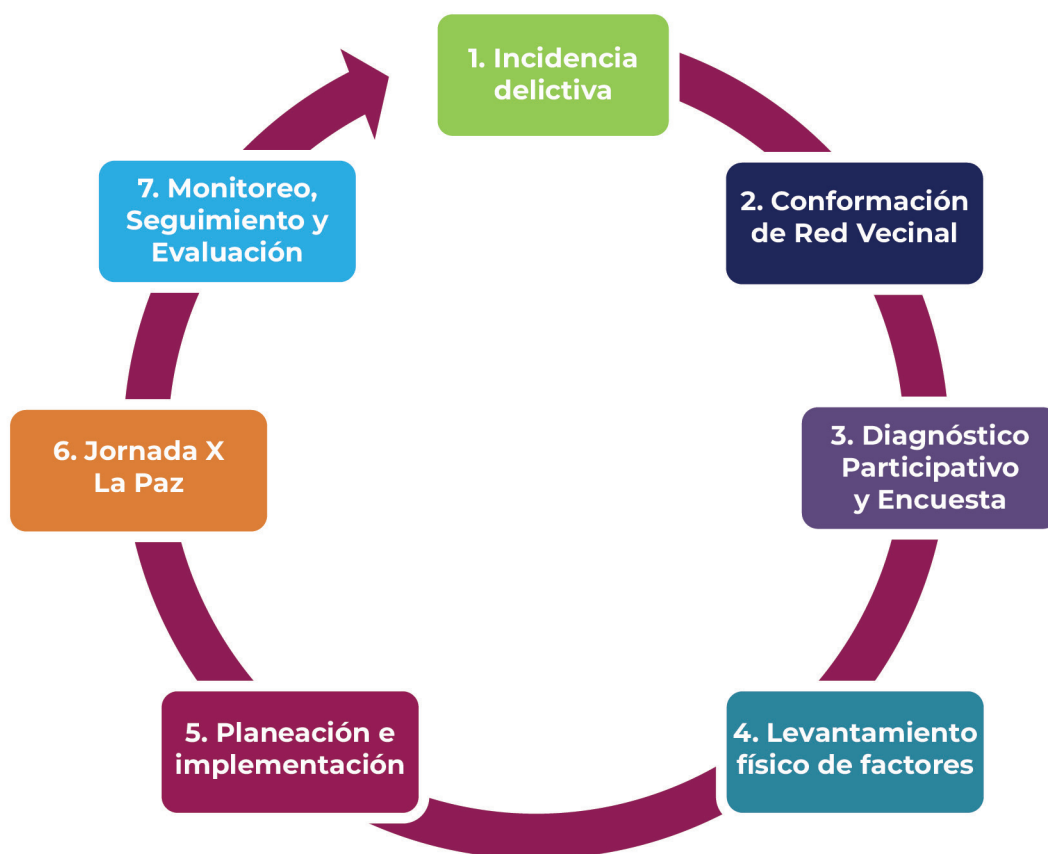 1. Incidencia
delictiva
2. Conformación
de Red Vecinal
3. Diagnóstico
Participativo
y Encuesta
4. Levantamiento
físico de factores
5. Planeación e
implementación
6. Jornada X
La Paz
7. Monitoreo,
Seguimiento y
Evaluación